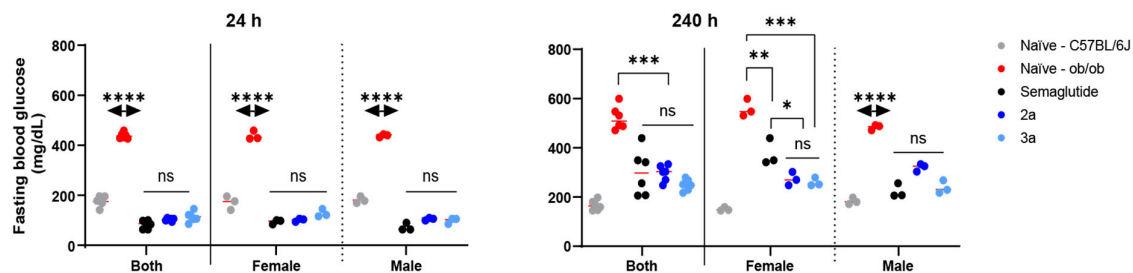 24 h
Fasting blood glucose
(mg/dL)
800
600
400
200
0
****
****
****
ns
ns
ns
Both
Female
Male
240 h
800
600
400
200
0
***
ns
***
**
*
ns
****
ns
Both
Female
Male
Naïve - C57BL/6J
Naïve - ob/ob
Semaglutide
2a
3a